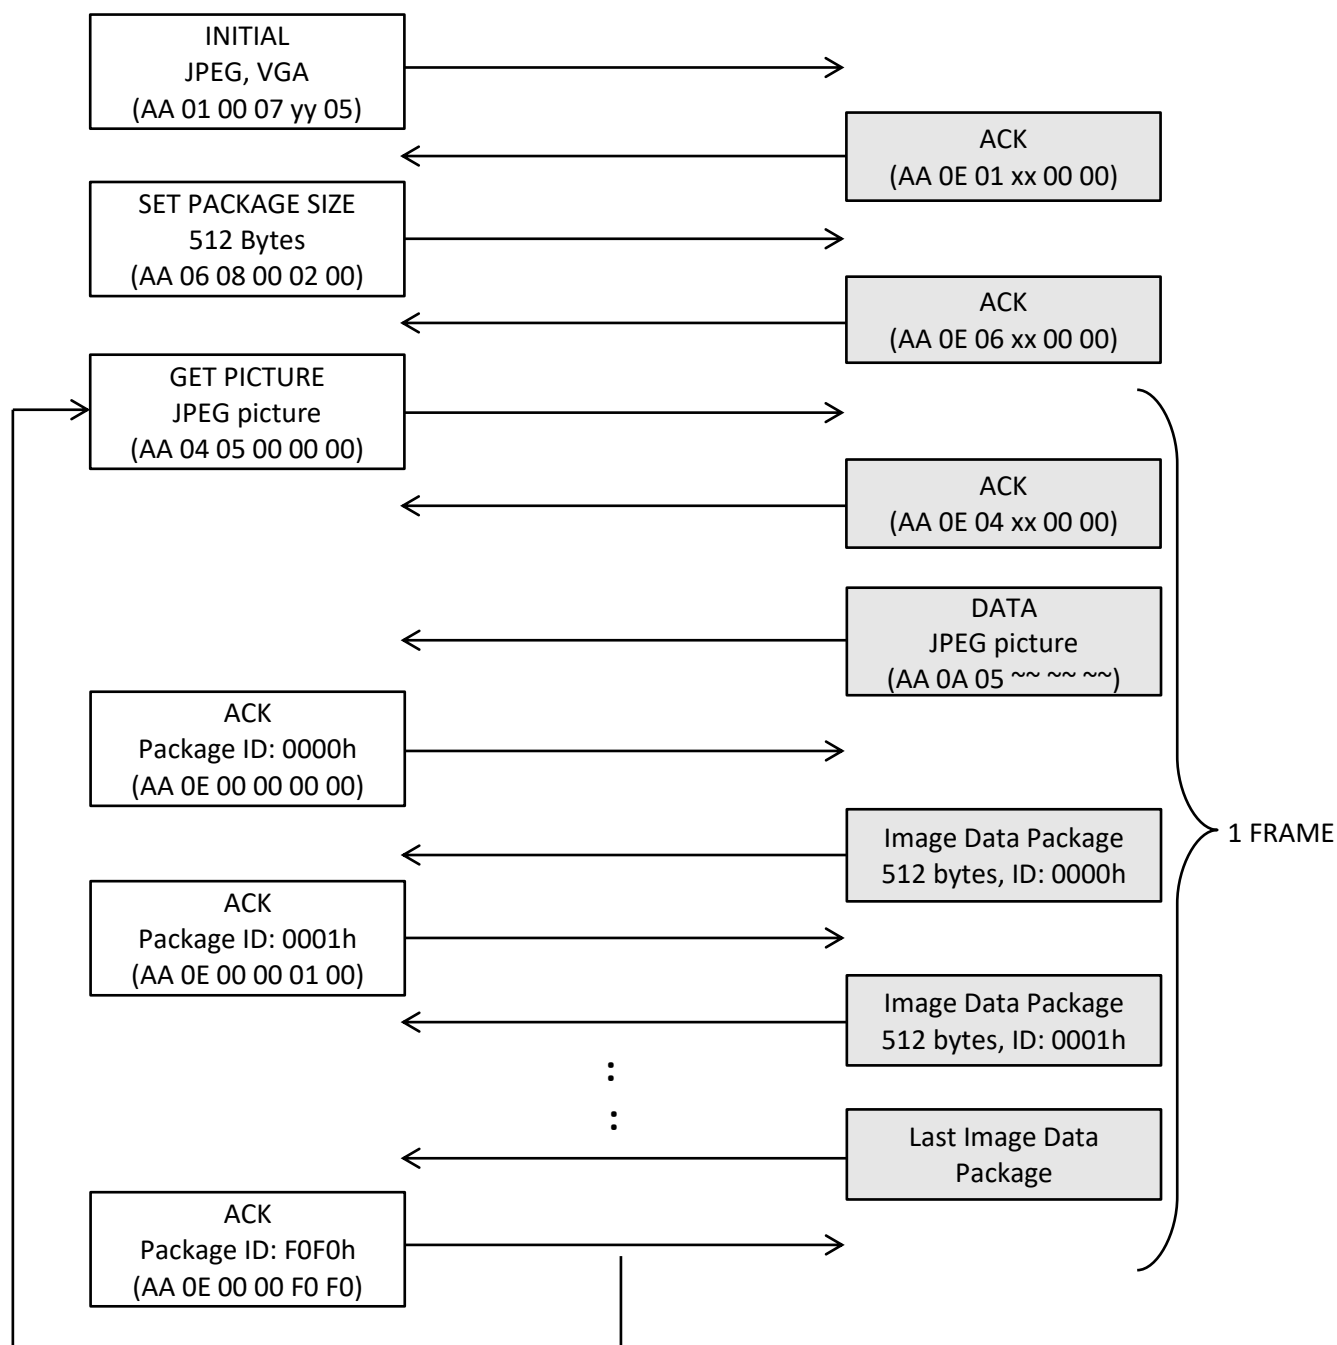 INITIAL
JPEG, VGA
(AA 01 00 07 yy 05)
ACK
(AA 0E 01 xx 00 00)
SET PACKAGE SIZE
512 Bytes
(AA 06 08 00 02 00)
ACK
(AA 0E 06 xx 00 00)
GET PICTURE
JPEG picture
(AA 04 05 00 00 00)
ACK
(AA 0E 04 xx 00 00)
DATA
JPEG picture
(AA 0A 05 ~~ ~~ ~~)
ACK
Package ID: 0000h
(AA 0E 00 00 00 00)
Image Data Package
512 bytes, ID: 0000h
1 FRAME
ACK
Package ID: 0001h
(AA 0E 00 00 01 00)
Image Data Package
512 bytes, ID: 0001h
:
:
Last Image Data
Package
ACK
Package ID: F0F0h
(AA 0E 00 00 F0 F0)